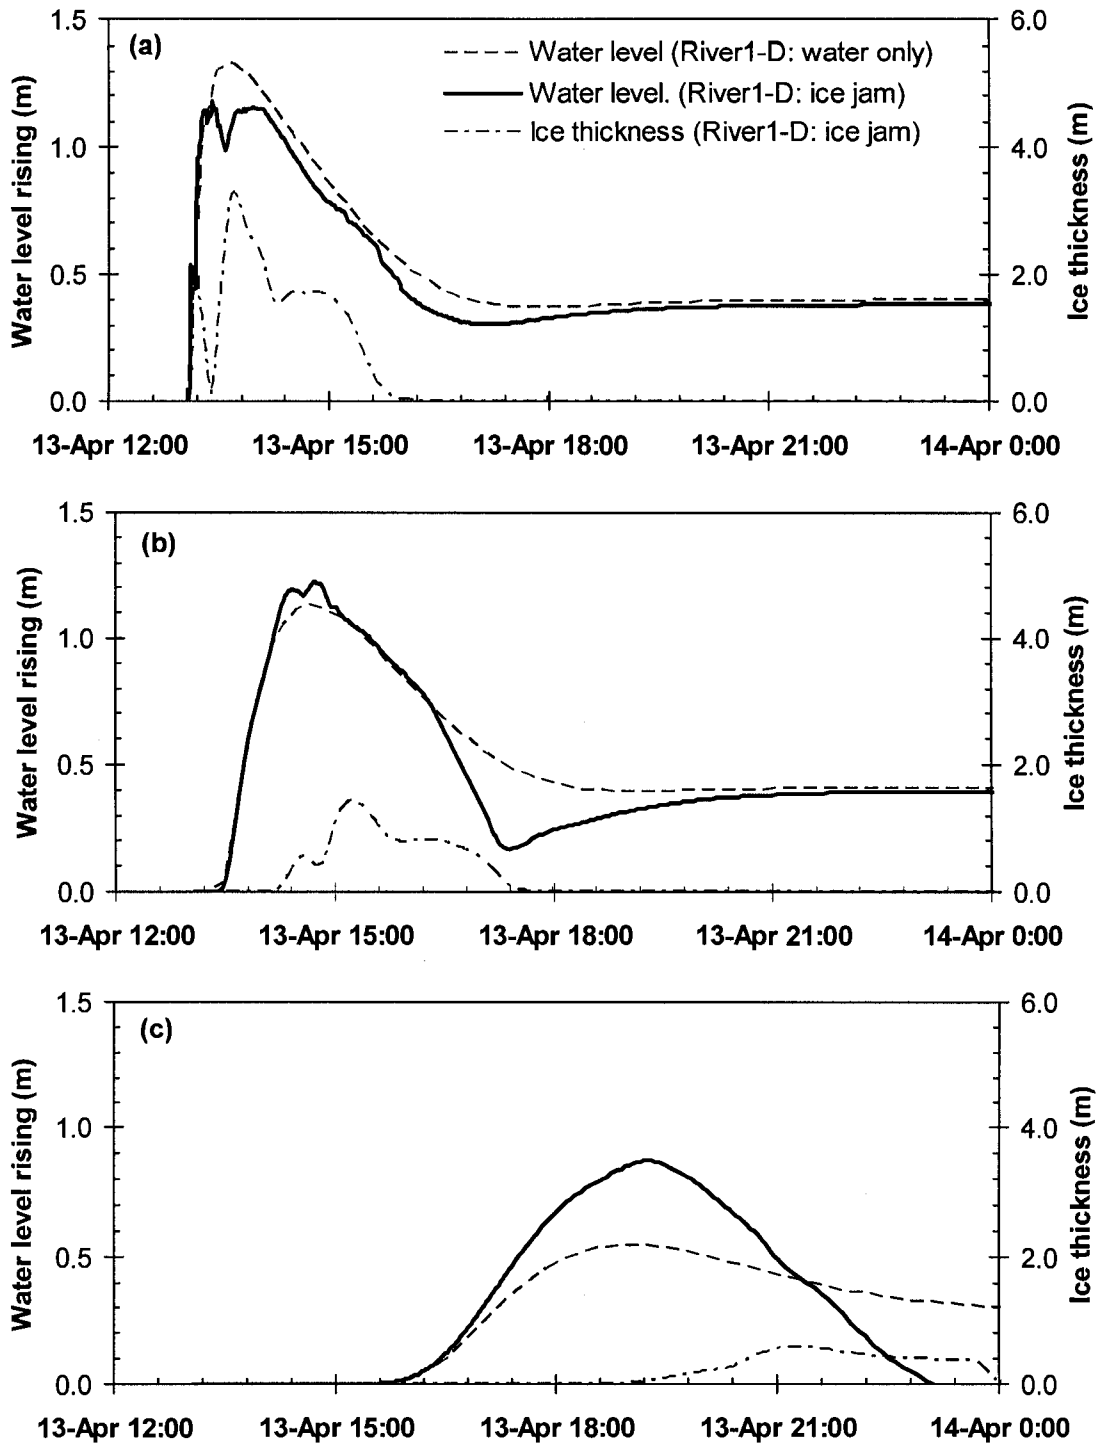 (a)
Water level (River1-D: water only)
Water level. (River1-D: ice jam)
Ice thickness (River1-D: ice jam)
Water level rising (m)
1.5
1.0
0.5
0.0
6.0
4.0
2.0
0.0
Ice thickness (m)
13-Apr 12:00 13-Apr 15:00 13-Apr 18:00 13-Apr 21:00 14-Apr 0:00
(b)
Water level rising (m)
1.5
1.0
0.5
0.0
6.0
4.0
2.0
0.0
Ice thickness (m)
13-Apr 12:00 13-Apr 15:00 13-Apr 18:00 13-Apr 21:00 14-Apr 0:00
(c)
Water level rising (m)
1.5
1.0
0.5
0.0
6.0
4.0
2.0
0.0
Ice thickness (m)
13-Apr 12:00 13-Apr 15:00 13-Apr 18:00 13-Apr 21:00 14-Apr 0:00